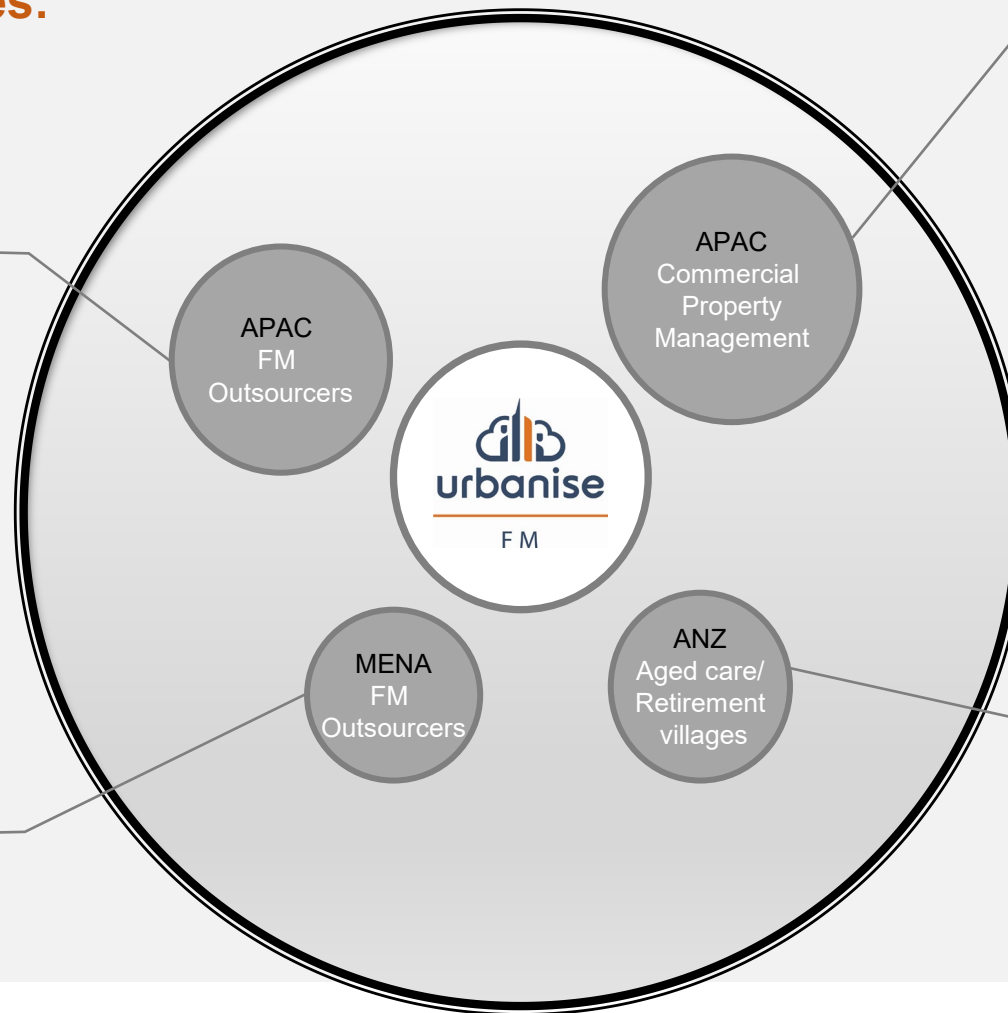 es.
APAC
Commercial
Property
Management
APAC
FM
Outsourcers
urbanise
FM
ANZ
Aged care/
Retirement
villages
MENA
FM
Outsourcers